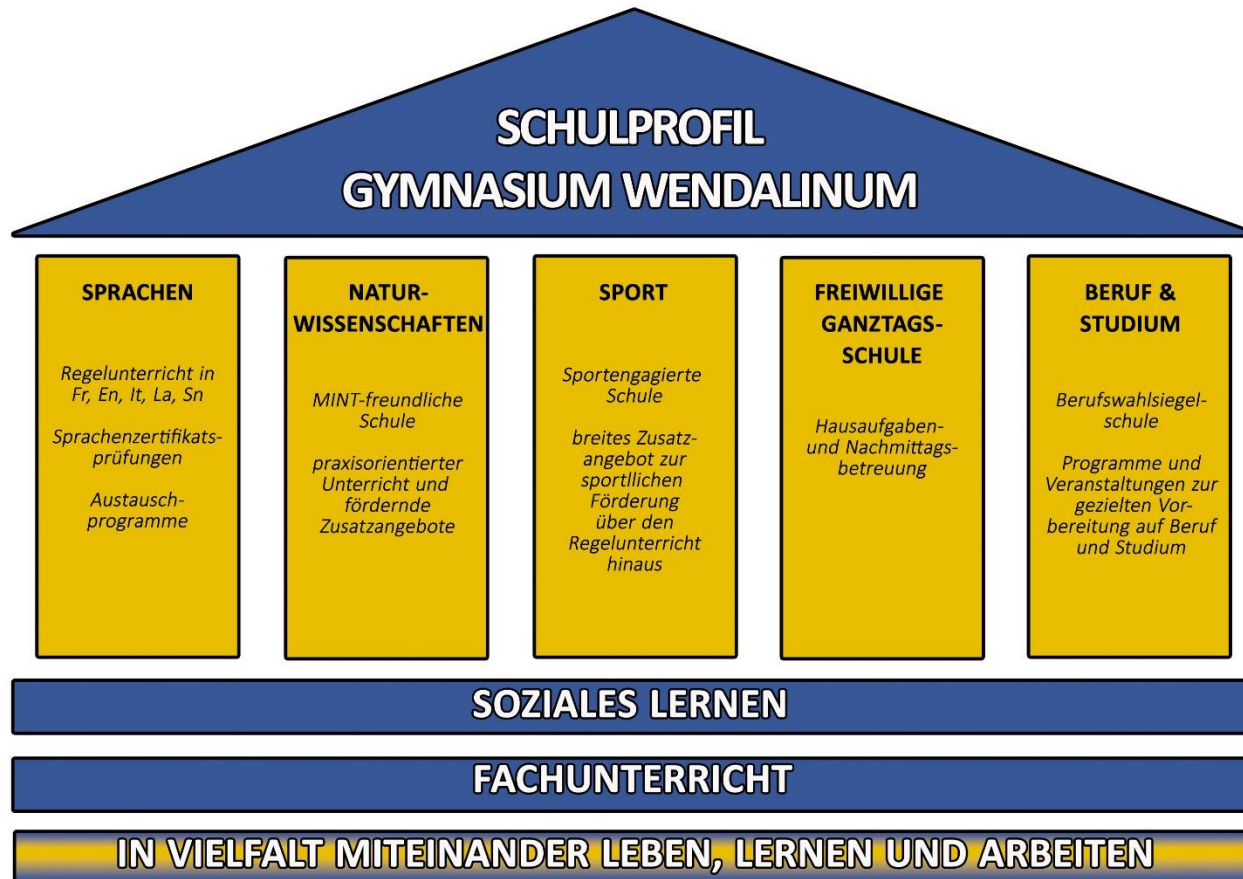 SCHULPROFIL
GYMNASIUM WENDALINUM
SPRACHEN
Regelunterricht in
Fr, En, It, La, Sn
Sprachenzertifikats-
prüfungen
Austausch-
programme
NATUR-
WISSENSCHAFTEN
MINT-freundliche
Schule
praxisorientierter
Unterricht und
fördernde
Zusatzangebote
SPORT
Sportengagierte
Schule
breites Zusatz-
angebot zur
sportllichen
Förderung
über den
Regelunterricht
hinaus
FREIWILLIGE
GANZTAGS-
SCHULE
Hausaufgaben-
und Nachmittags-
betreuung
BERUF &
STUDIUM
Berufswahlsiegel-
schule
Programme und
Veranstaltungen zur
gezielten Vor-
bereitung auf Beruf
und Studium
SOZIALES LERNEN
FACHUNTERRICHT
IN VIELFALT MITEINANDER LEBEN, LERNEN UND ARBEITEN